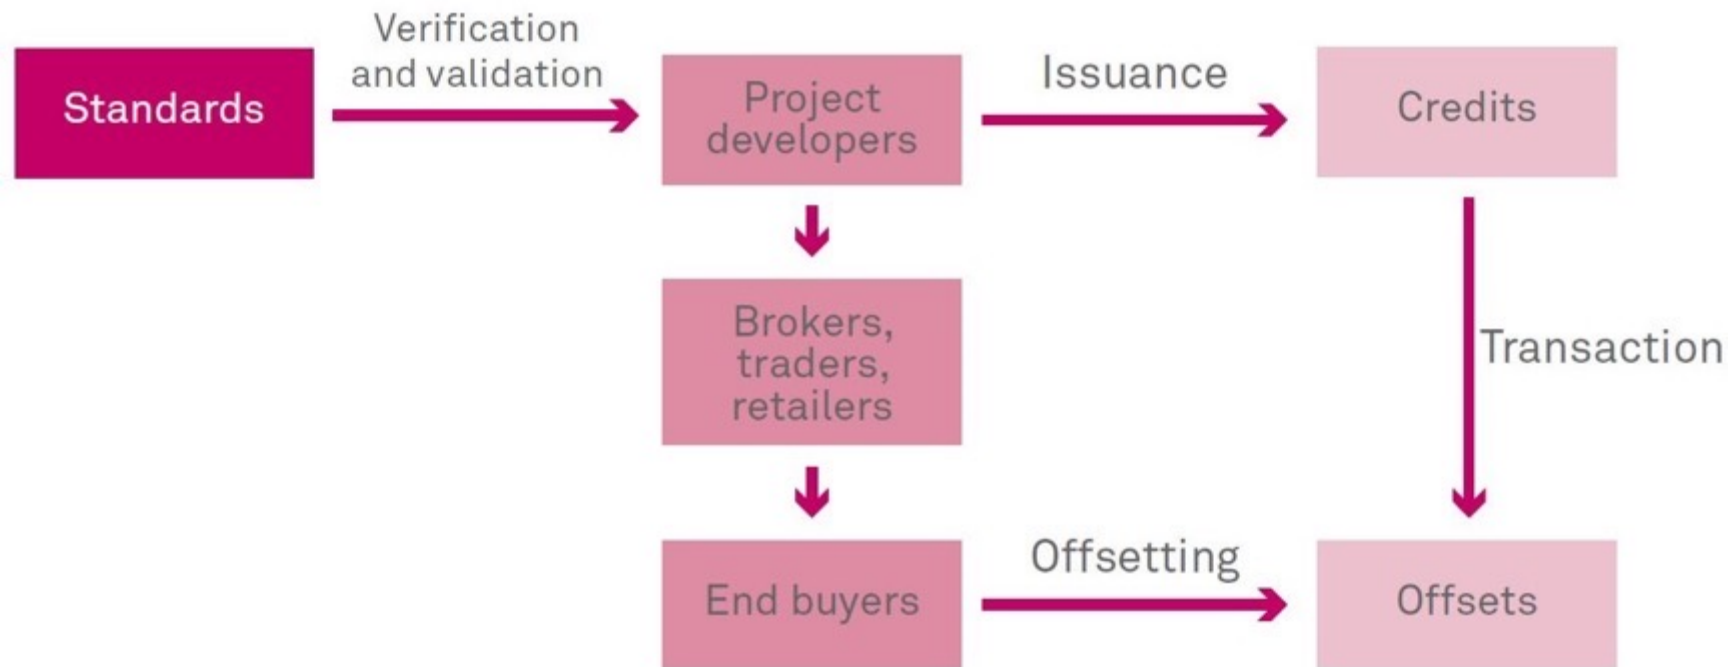 Verification
and validation
Standards
Project
developers
Issuance
Credits
Brokers,
traders,
retailers
Transaction
End buyers
Offsetting
Offsets